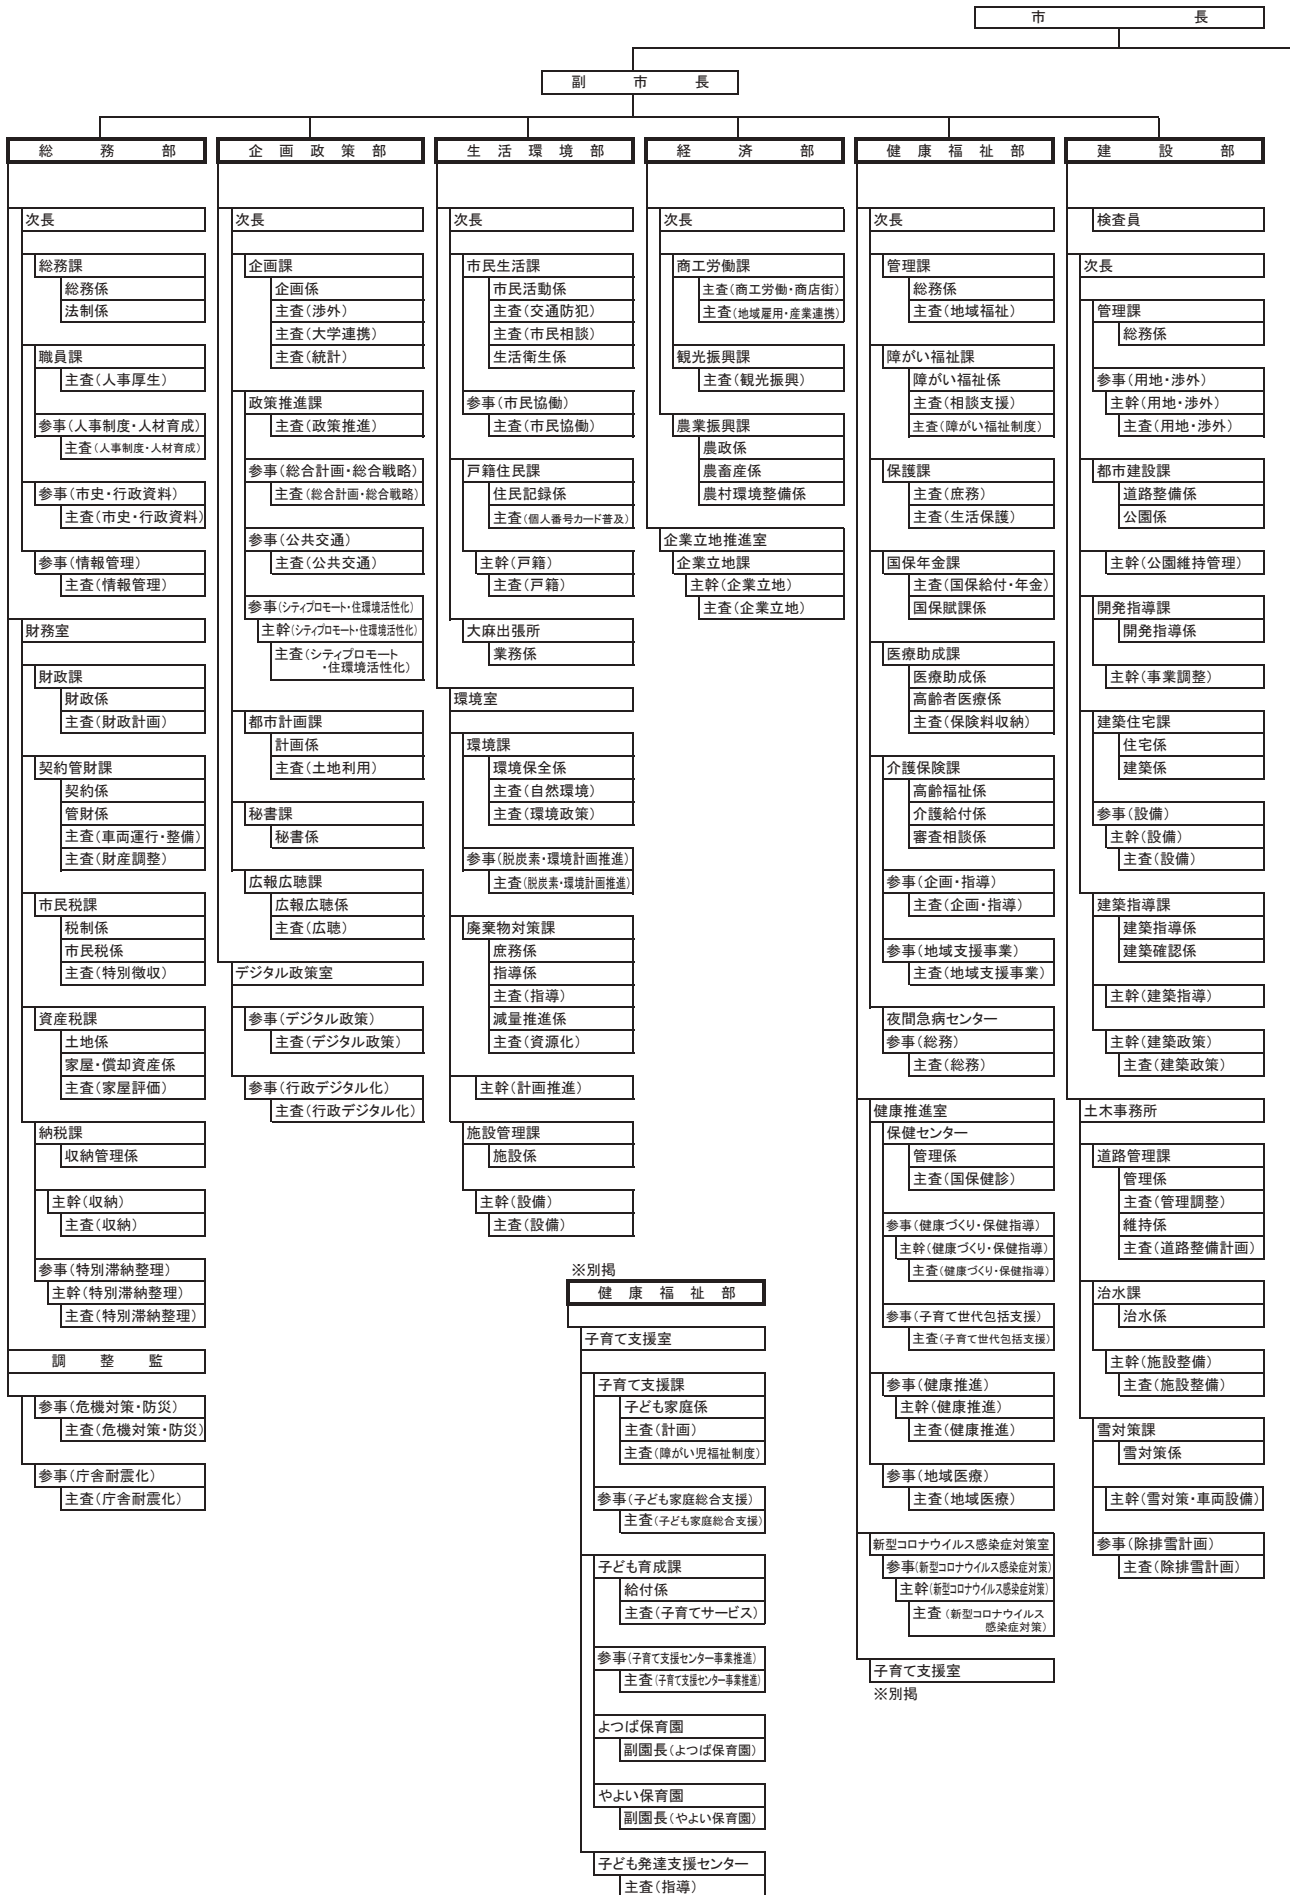 市長
副市長
総務部
次長
総務課
総務係
法制係
職員課
主査(人事厚生)
参事(人事制度・人材育成)
主査(人事制度・人材育成)
参事(市史・行政資料)
主査(市史・行政資料)
参事(情報管理)
主査(情報管理)
財務室
財政課
財政係
主査(財政計画)
契約管財課
契約係
管財係
主査(車両運行・整備)
主査(財産調整)
市民税課
税制係
市民税係
主査(特別徴収)
資産税課
土地係
家屋・償却資産係
主査(家屋評価)
納税課
収納管理係
主幹(収納)
主査(収納)
参事(特別滞納整理)
主幹(特別滞納整理)
主査(特別滞納整理)
調整監
参事(危機対策・防災)
主査(危機対策・防災)
参事(庁舎耐震化)
主査(庁舎耐震化)
企画政策部
次長
企画課
企画係
主査(渉外)
主査(大学連携)
主査(統計)
政策推進課
主査(政策推進)
参事(総合計画・総合戦略)
主査(総合計画・総合戦略)
参事(公共交通)
主査(公共交通)
参事(シティプロモート・住環境活性化)
主幹(シティプロモート・住環境活性化)
主査(シティプロモート
・住環境活性化)
都市計画課
計画係
主査(土地利用)
秘書課
秘書係
広報広聴課
広報広聴係
主査(広聴)
デジタル政策室
参事(デジタル政策)
主査(デジタル政策)
参事(行政デジタル化)
主査(行政デジタル化)
生活環境部
次長
市民生活課
市民活動係
主査(交通防犯)
主査(市民相談)
生活衛生係
参事(市民協働)
主査(市民協働)
戸籍住民課
住民記録係
主査(個人番号カード普及)
主幹(戸籍)
主査(戸籍)
大麻出張所
業務係
環境室
環境課
環境保全係
主査(自然環境)
主査(環境政策)
参事(脱炭素・環境計画推進)
主査(脱炭素・環境計画推進)
廃棄物対策課
庶務係
指導係
主査(指導)
減量推進係
主査(資源化)
主幹(計画推進)
施設管理課
施設係
主幹(設備)
主査(設備)
経済部
次長
商工労働課
主査(商工労働・商店街)
主査(地域雇用・産業連携)
観光振興課
主査(観光振興)
農業振興課
農政係
農畜産係
農村環境整備係
企業立地推進室
企業立地課
主幹(企業立地)
主査(企業立地)
※別掲
健康福祉部
子育て支援室
子育て支援課
子ども家庭係
主査(計画)
主査(障がい児福祉制度)
参事(子ども家庭総合支援)
主査(子ども家庭総合支援)
子ども育成課
給付係
主査(子育てサービス)
参事(子育て支援センター事業推進)
主査(子育て支援センター事業推進)
よつば保育園
副園長(よつば保育園)
やよい保育園
副園長(やよい保育園)
子ども発達支援センター
主査(指導)
健康福祉部
次長
管理課
総務係
主査(地域福祉)
障がい福祉課
障がい福祉係
主査(相談支援)
主査(障がい福祉制度)
保護課
主査(庶務)
主査(生活保護)
国保年金課
主査(国保給付・年金)
国保賦課係
医療助成課
医療助成係
高齢者医療係
主査(保険料収納)
介護保険課
高齢福祉係
介護給付係
審査相談係
参事(企画・指導)
主査(企画・指導)
参事(地域支援事業)
主査(地域支援事業)
夜間急病センター
参事(総務)
主査(総務)
健康推進室
保健センター
管理係
主査(国保健診)
参事(健康づくり・保健指導)
主幹(健康づくり・保健指導)
主査(健康づくり・保健指導)
参事(子育て世代包括支援)
主査(子育て世代包括支援)
参事(健康推進)
主幹(健康推進)
主査(健康推進)
参事(地域医療)
主査(地域医療)
新型コロナウイルス感染症対策室
参事(新型コロナウイルス感染症対策)
主幹(新型コロナウイルス感染症対策)
主査(新型コロナウイルス
感染症対策)
子育て支援室
※別掲
建設部
検査員
次長
管理課
総務係
参事(用地・渉外)
主幹(用地・渉外)
主査(用地・渉外)
都市建設課
道路整備係
公園係
主幹(公園維持管理)
開発指導課
開発指導係
主幹(事業調整)
建築住宅課
住宅係
建築係
参事(設備)
主幹(設備)
主査(設備)
建築指導課
建築指導係
建築確認係
主幹(建築指導)
主幹(建築政策)
主査(建築政策)
土木事務所
道路管理課
管理係
主査(管理調整)
維持係
主査(道路整備計画)
治水課
治水係
主幹(施設整備)
主査(施設整備)
雪対策課
雪対策係
主幹(雪対策・車両設備)
参事(除排雪計画)
主査(除排雪計画)